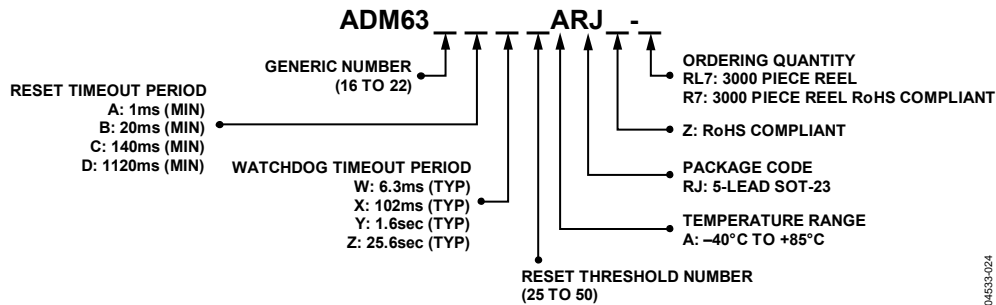 ADM63_ _ _ _ ARJ_-_
GENERIC NUMBER
(16 TO 22)
RESET TIMEOUT PERIOD
A: 1ms (MIN)
B: 20ms (MIN)
C: 140ms (MIN)
D: 1120ms (MIN)
WATCHDOG TIMEOUT PERIOD
W: 6.3ms (TYP)
X: 102ms (TYP)
Y: 1.6sec (TYP)
Z: 25.6sec (TYP)
RESET THRESHOLD NUMBER
(25 TO 50)
ORDERING QUANTITY
RL7: 3000 PIECE REEL
R7: 3000 PIECE REEL RoHS COMPLIANT
Z: RoHS COMPLIANT
PACKAGE CODE
RJ: 5-LEAD SOT-23
TEMPERATURE RANGE
A: –40°C TO +85°C
04533-024